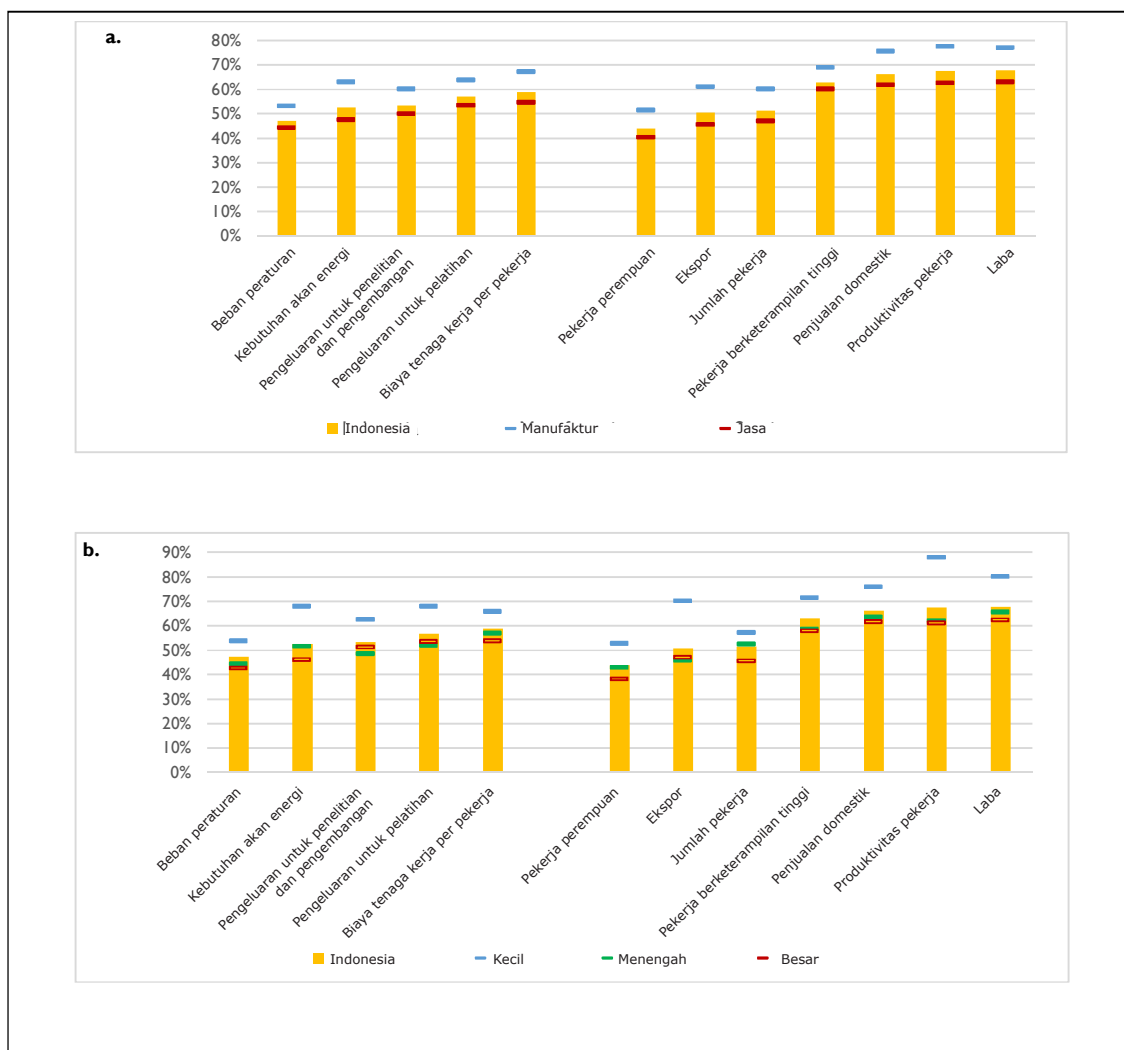 a.
80%
70%
60%
50%
40%
30%
20%
10%
0%
Beban peraturan
Kebutuhan akan energi
Pengeluaran untuk penelitian
dan pengembangan
Pengeluaran untuk pelatihan
Biaya tenaga kerja per pekerja
Pekerja perempuan
Ekspor
Jumlah pekerja
Pekerja berketerampilan tinggi
Penjualan domestik
Produktivitas pekerja
Laba
Indonesia Manufaktur Jasa
b.
90%
80%
70%
60%
50%
40%
30%
20%
10%
0%
Beban peraturan
Kebutuhan akan energi
Pengeluaran untuk penelitian
dan pengembangan
Pengeluaran untuk pelatihan
Biaya tenaga kerja per pekerja
Pekerja perempuan
Ekspor
Jumlah pekerja
Pekerja berketerampilan tinggi
Penjualan domestik
Produktivitas pekerja
Laba
Indonesia Kecil Menengah Besar